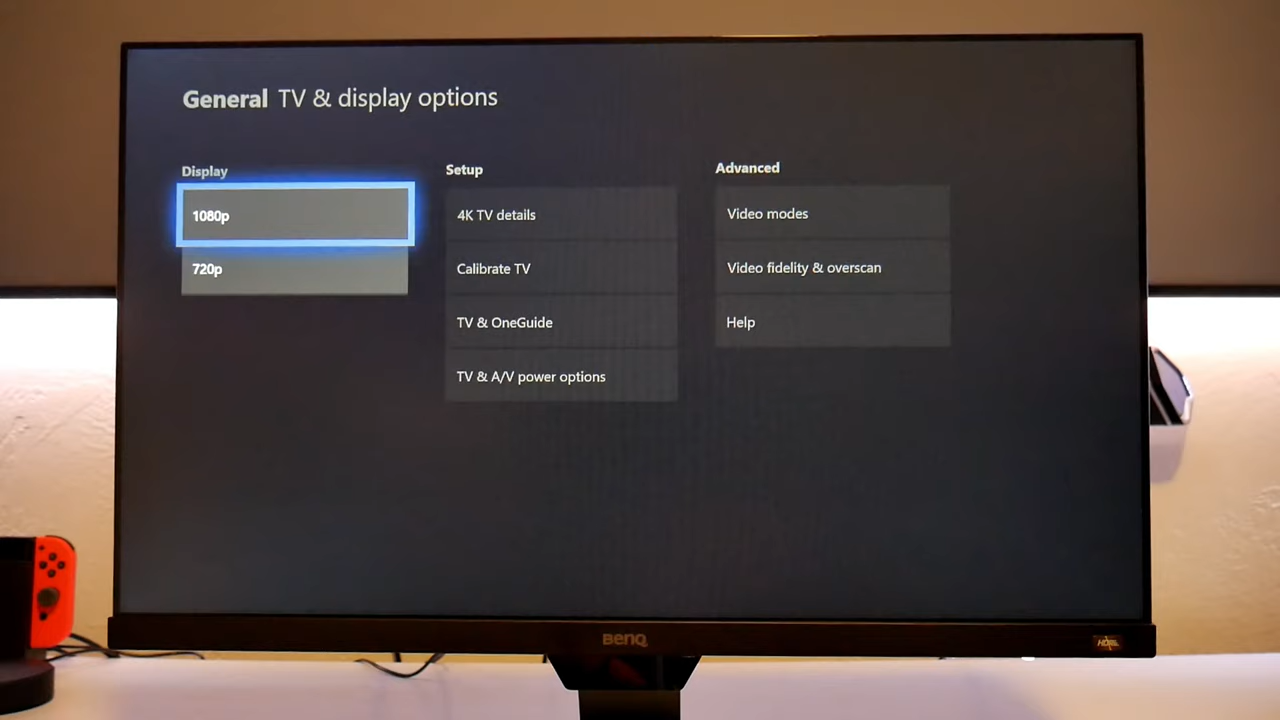 General TV & display options
Display
1080p
720p
Setup
4K TV details
Calibrate TV
TV & OneGuide
TV & A/V power options
Advanced
Video modes
Video fidelity & overscan
Help
BenQ
HDRi